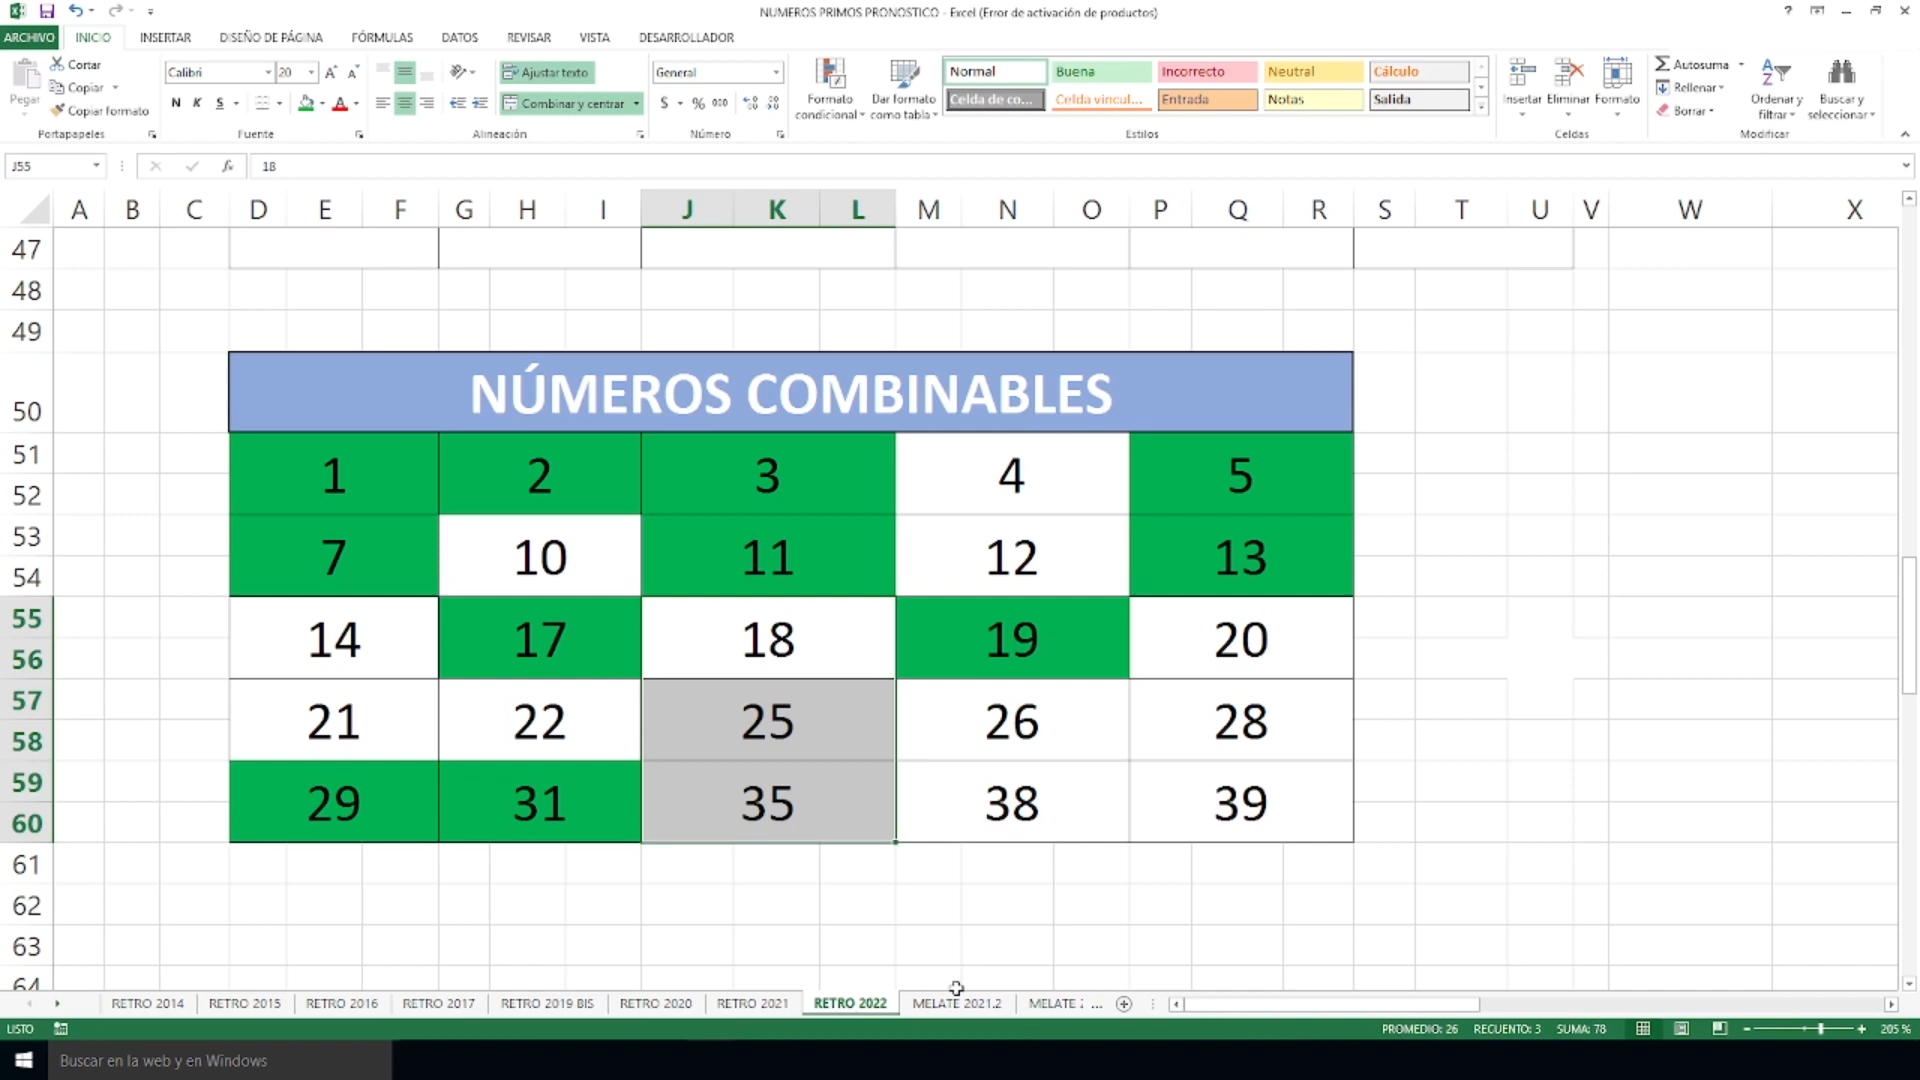 NUMEROS PRIMOS PRONOSTICO - Excel (Error de activación de productos)
ARCHIVO INICIO INSERTAR DISEÑO DE PÁGINA FÓRMULAS DATOS REVISAR VISTA DESARROLLADOR
Pegar
Cortar
Copiar
Copiar formato
Portapapeles
Calibri 20
N K S
Fuente
Ajustar texto
Combinar y centrar
Alineación
General
$ % 000
Número
Formato condicional
Dar formato como tabla
Normal Buena Incorrecto Neutral Cálculo
Celda de co... Celda vincul... Entrada Notas Salida
Estilos
Insertar Eliminar Formato
Celdas
Autosuma
Rellenar
Borrar
Ordenar y filtrar
Buscar y seleccionar
Modificar
J55 fx 18
A B C D E F G H I J K L M N O P Q R S T U V W X
47
48
49
50 NÚMEROS COMBINABLES
51
52
1 2 3 4 5
53
54
7 10 11 12 13
55
56
14 17 18 19 20
57
58
21 22 25 26 28
59
60
29 31 35 38 39
61
62
63
64
RETRO 2014 RETRO 2015 RETRO 2016 RETRO 2017 RETRO 2019 BIS RETRO 2020 RETRO 2021 RETRO 2022 MELATE 2021.2 MELATE 2 ...
LISTO PROMEDIO: 26 RECUENTO: 3 SUMA: 78 205 %
Buscar en la web y en Windows